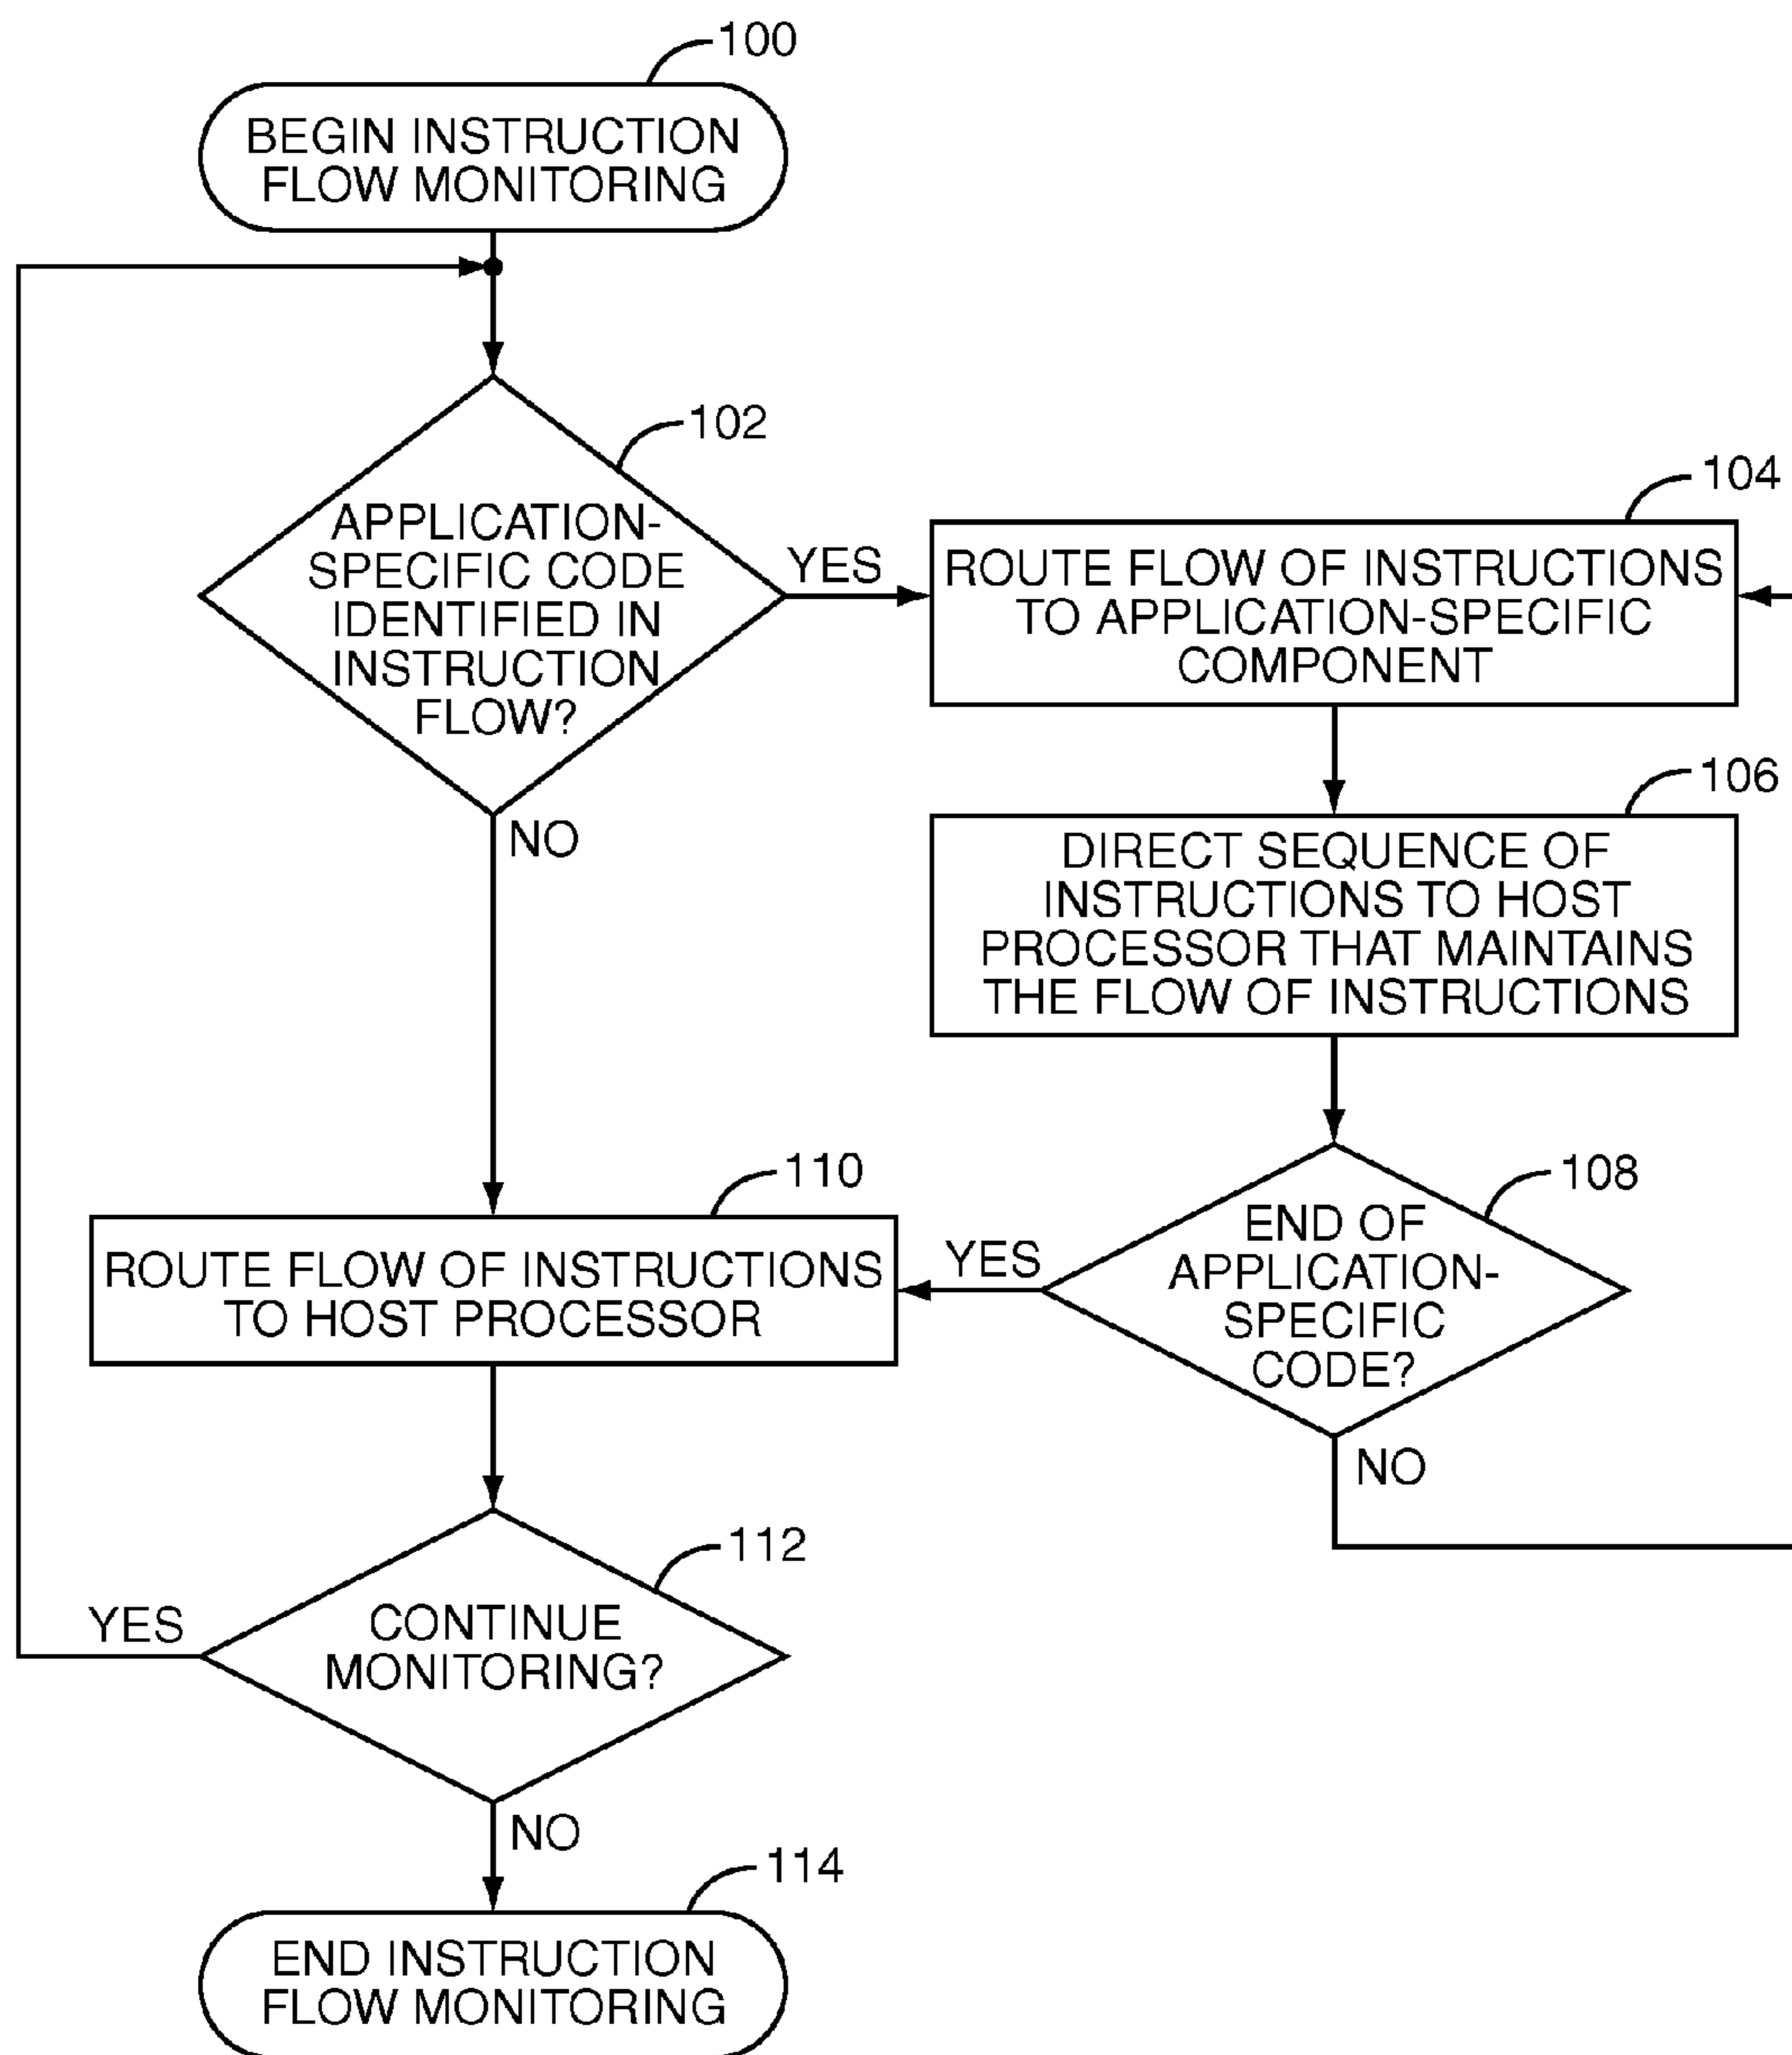 100
BEGIN INSTRUCTION
FLOW MONITORING
102
APPLICATION-
SPECIFIC CODE
IDENTIFIED IN
INSTRUCTION
FLOW?
YES
NO
104
ROUTE FLOW OF INSTRUCTIONS
TO APPLICATION-SPECIFIC
COMPONENT
106
DIRECT SEQUENCE OF
INSTRUCTIONS TO HOST
PROCESSOR THAT MAINTAINS
THE FLOW OF INSTRUCTIONS
108
END OF
APPLICATION-
SPECIFIC
CODE?
YES
NO
110
ROUTE FLOW OF INSTRUCTIONS
TO HOST PROCESSOR
112
CONTINUE
MONITORING?
YES
NO
114
END INSTRUCTION
FLOW MONITORING